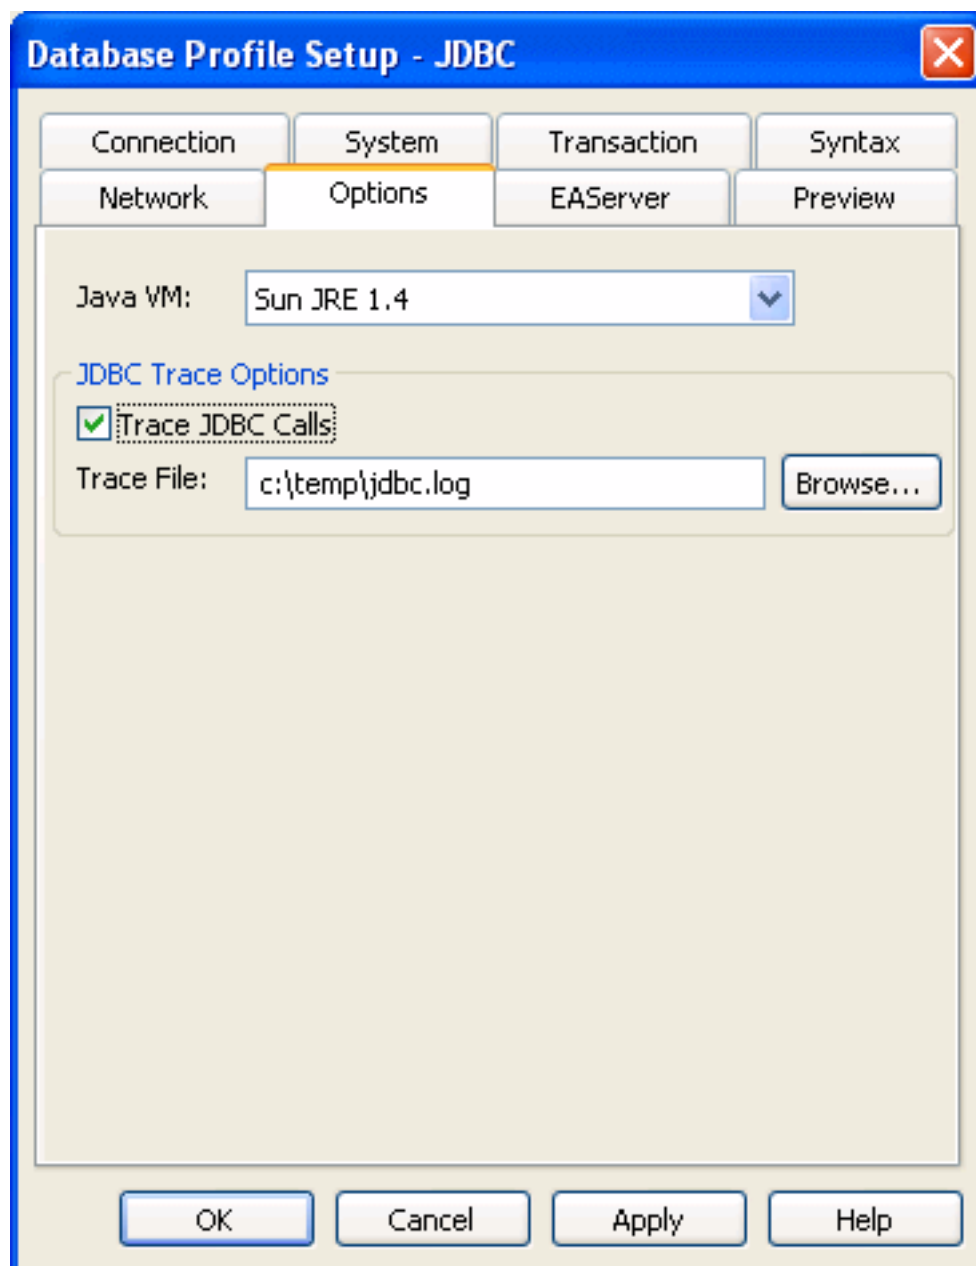 Database Profile Setup - JDBC
Connection System Transaction Syntax
Network Options EAServer Preview
Java VM: Sun JRE 1.4
JDBC Trace Options
Trace JDBC Calls
Trace File: c:\temp\jdbc.log Browse...
OK Cancel Apply Help